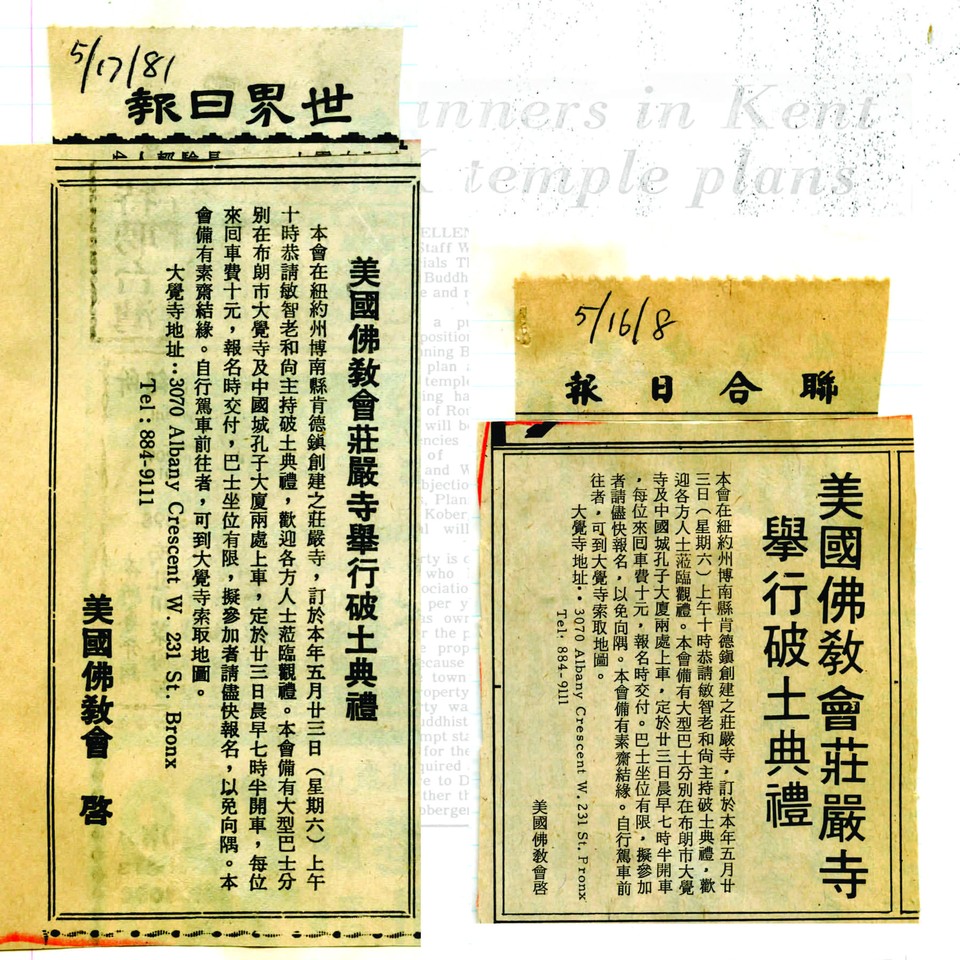 5/17/81
世界日報
美國佛教會莊嚴寺舉行破土典禮
本會在紐約州博南縣肯德鎮創建之莊嚴寺，訂於本年五月廿三日（星期六）上午
十時恭請敏智老和尚主持破土典禮，歡迎各方人士蒞臨觀禮。本會備有大型巴士分
別在布朗市大覺寺及中國城孔子大廈兩處上車，定於廿三日晨早七時半開車，每位
來囘車費十元，報名時交付，巴士坐位有限，擬參加者請儘快報名，以免向隅。本
會備有素齋結緣。自行駕車前往者，可到大覺寺索取地圖。
大覺寺地址：3070 Albany Crescent W. 231 St. Bronx
Tel：884-9111
美國佛教會 啓
inners in Kent
temple plans
5/16/8
聯合日報
美國佛教會莊嚴寺
舉行破土典禮
本會在紐約州博南縣肯德鎮創建之莊嚴寺，訂於本年五月廿
三日（星期六）上午十時恭請敏智老和尚主持破土典禮，歡
迎各方人士蒞臨觀禮。本會備有大型巴士分別在布朗市大覺
寺及中國城孔子大廈兩處上車，定於廿三日晨早七時半開車
，每位來囘車費十元，報名時交付。巴士坐位有限，擬參加
者請儘快報名，以免向隅。本會備有素齋結緣。自行駕車前
往者，可到大覺寺索取地圖。
大覺寺地址：3070 Albany Crescent W. 231 St. Bronx
Tel· 884-9111
美國佛教會啓